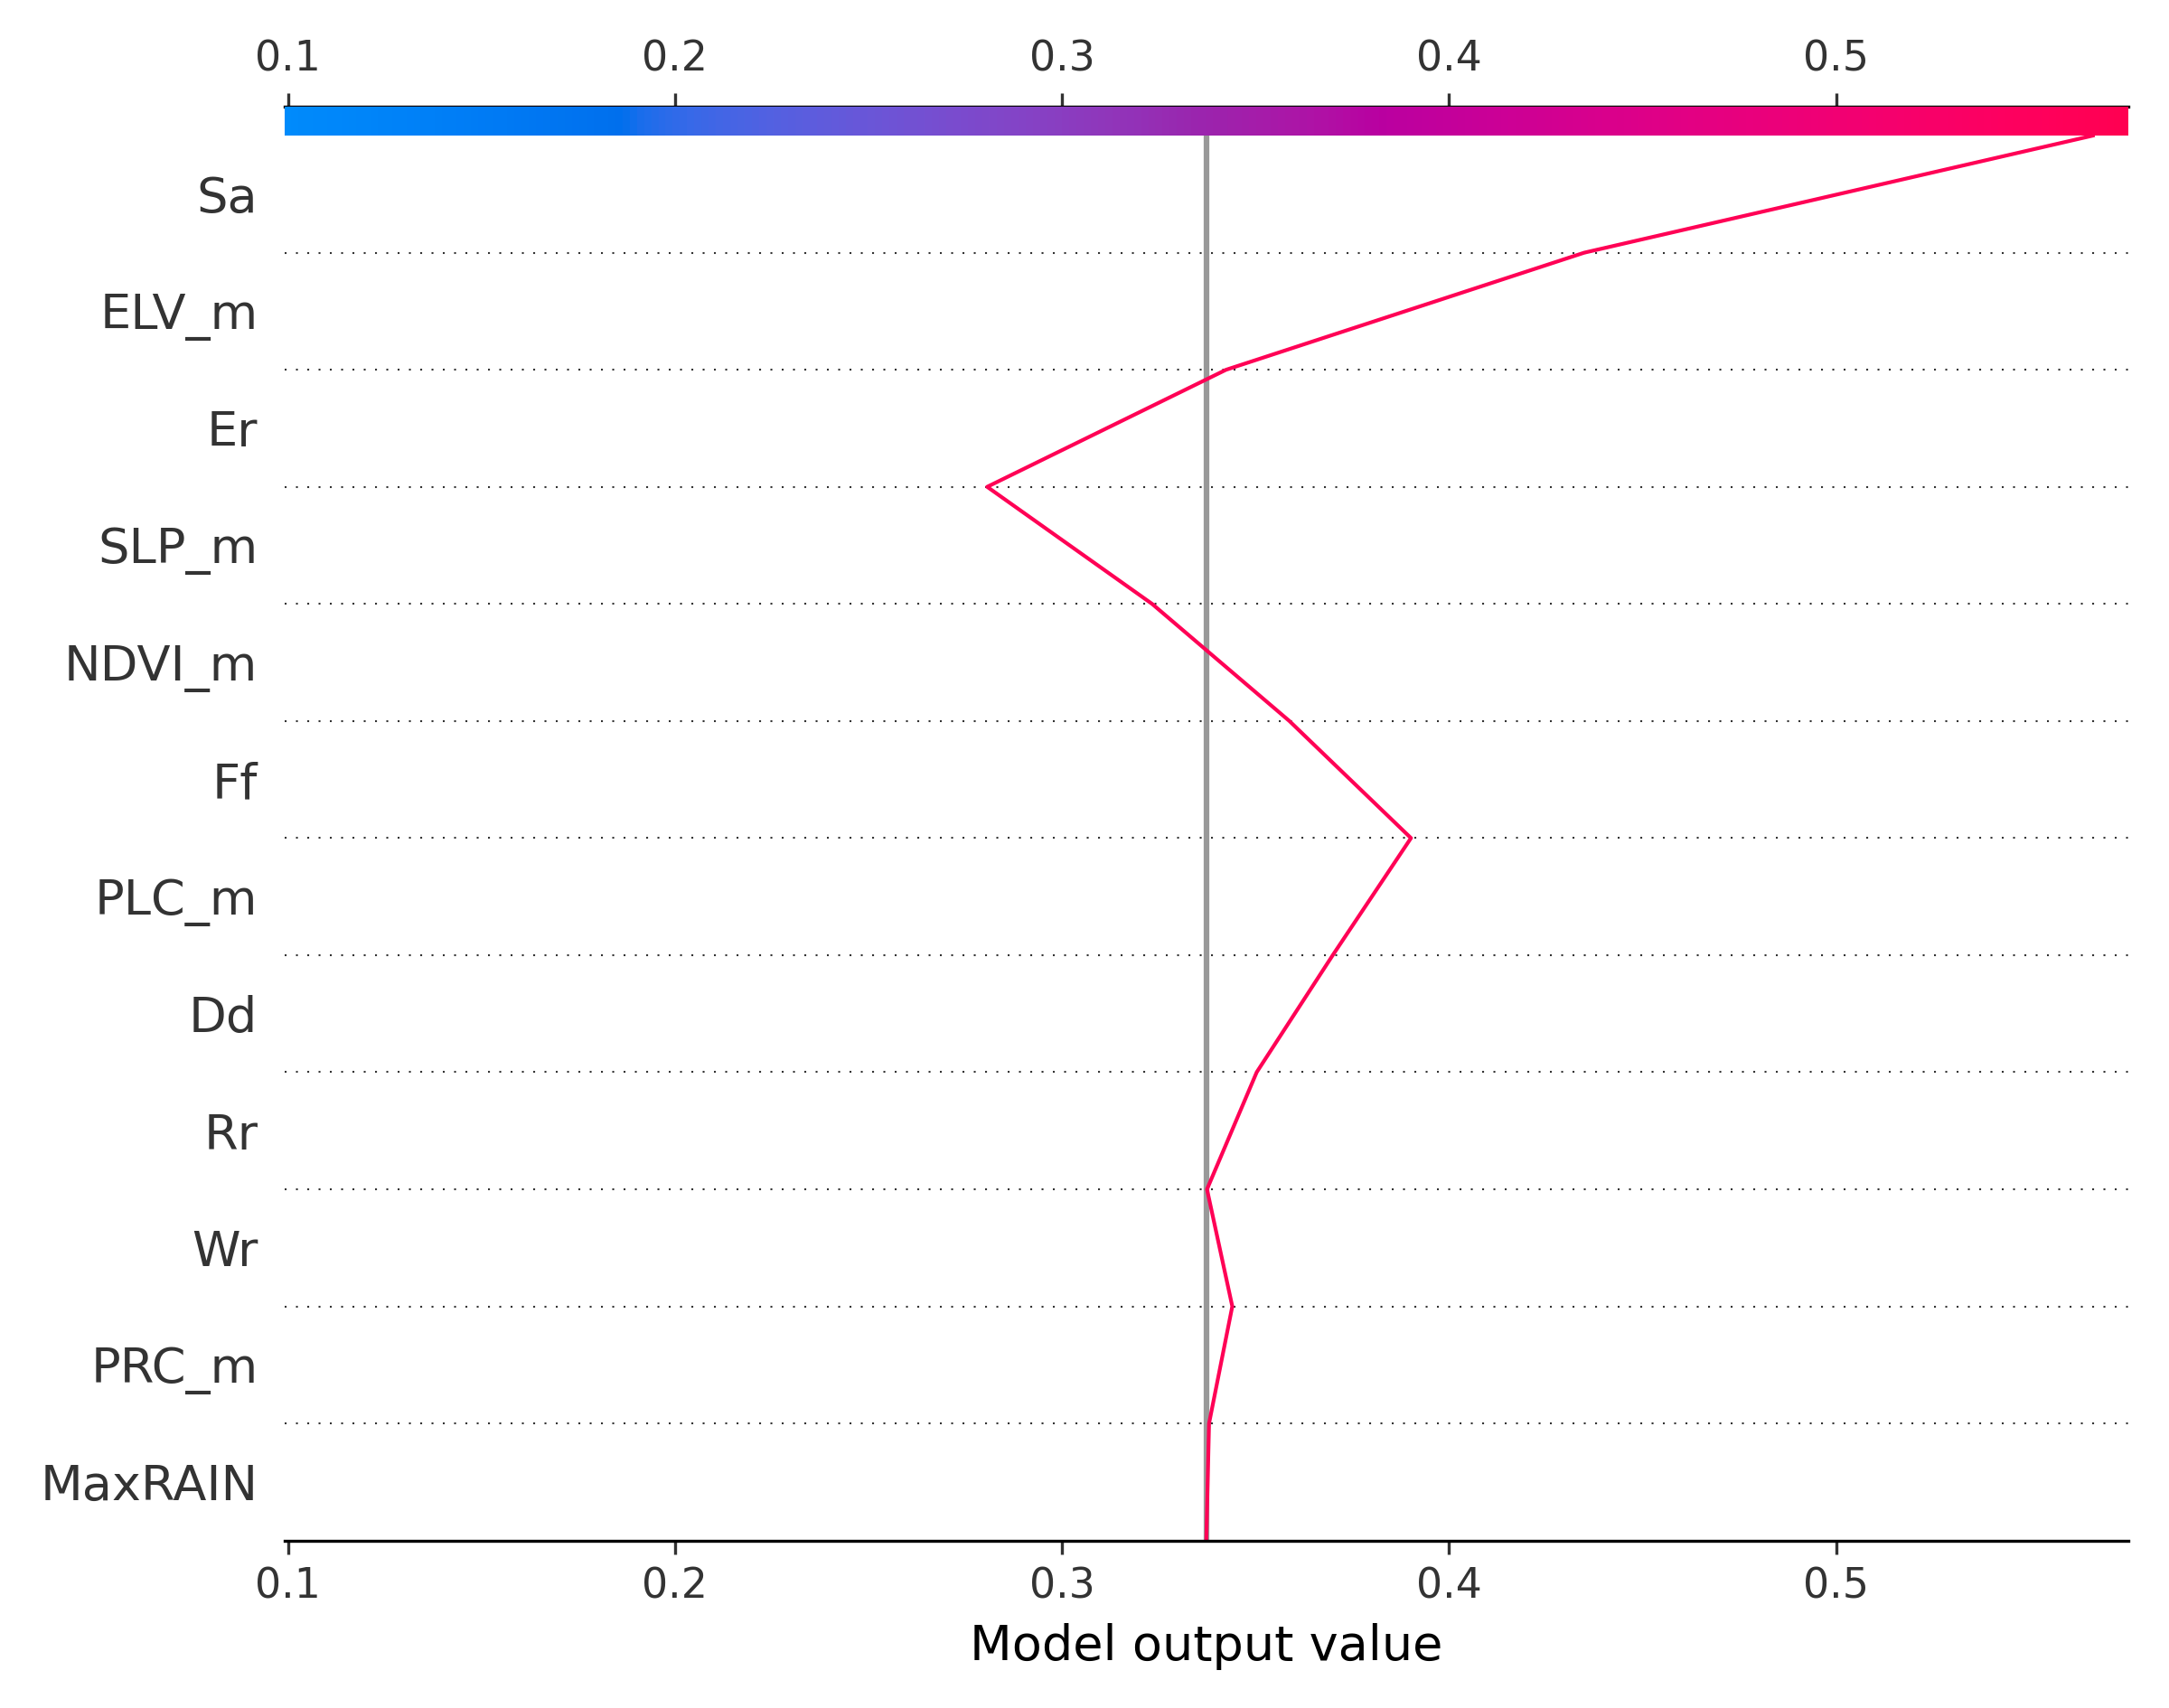 0.1 0.2 0.3 0.4 0.5
Sa
ELV_m
Er
SLP_m
NDVI_m
Ff
PLC_m
Dd
Rr
Wr
PRC_m
MaxRAIN
0.1 0.2 0.3 0.4 0.5
Model output value